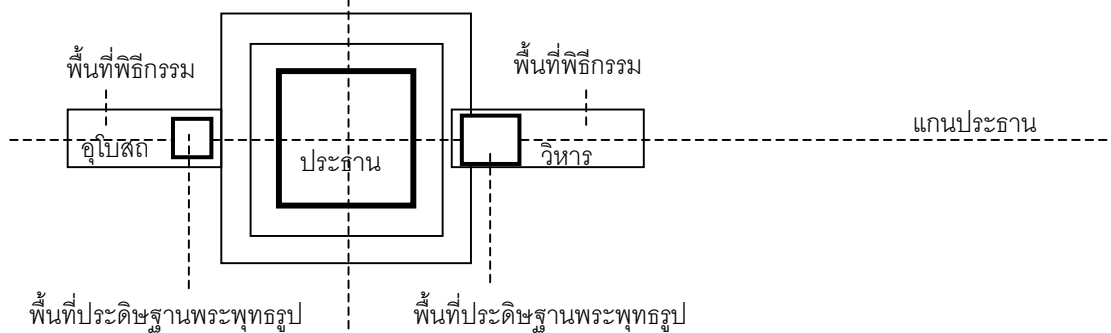 พื้นที่พิธีกรรม
พื้นที่พิธีกรรม
แกนประธาน
อุโบสถ
ประธาน
วิหาร
พื้นที่ประดิษฐานพระพุทธรูป
พื้นที่ประดิษฐานพระพุทธรูป